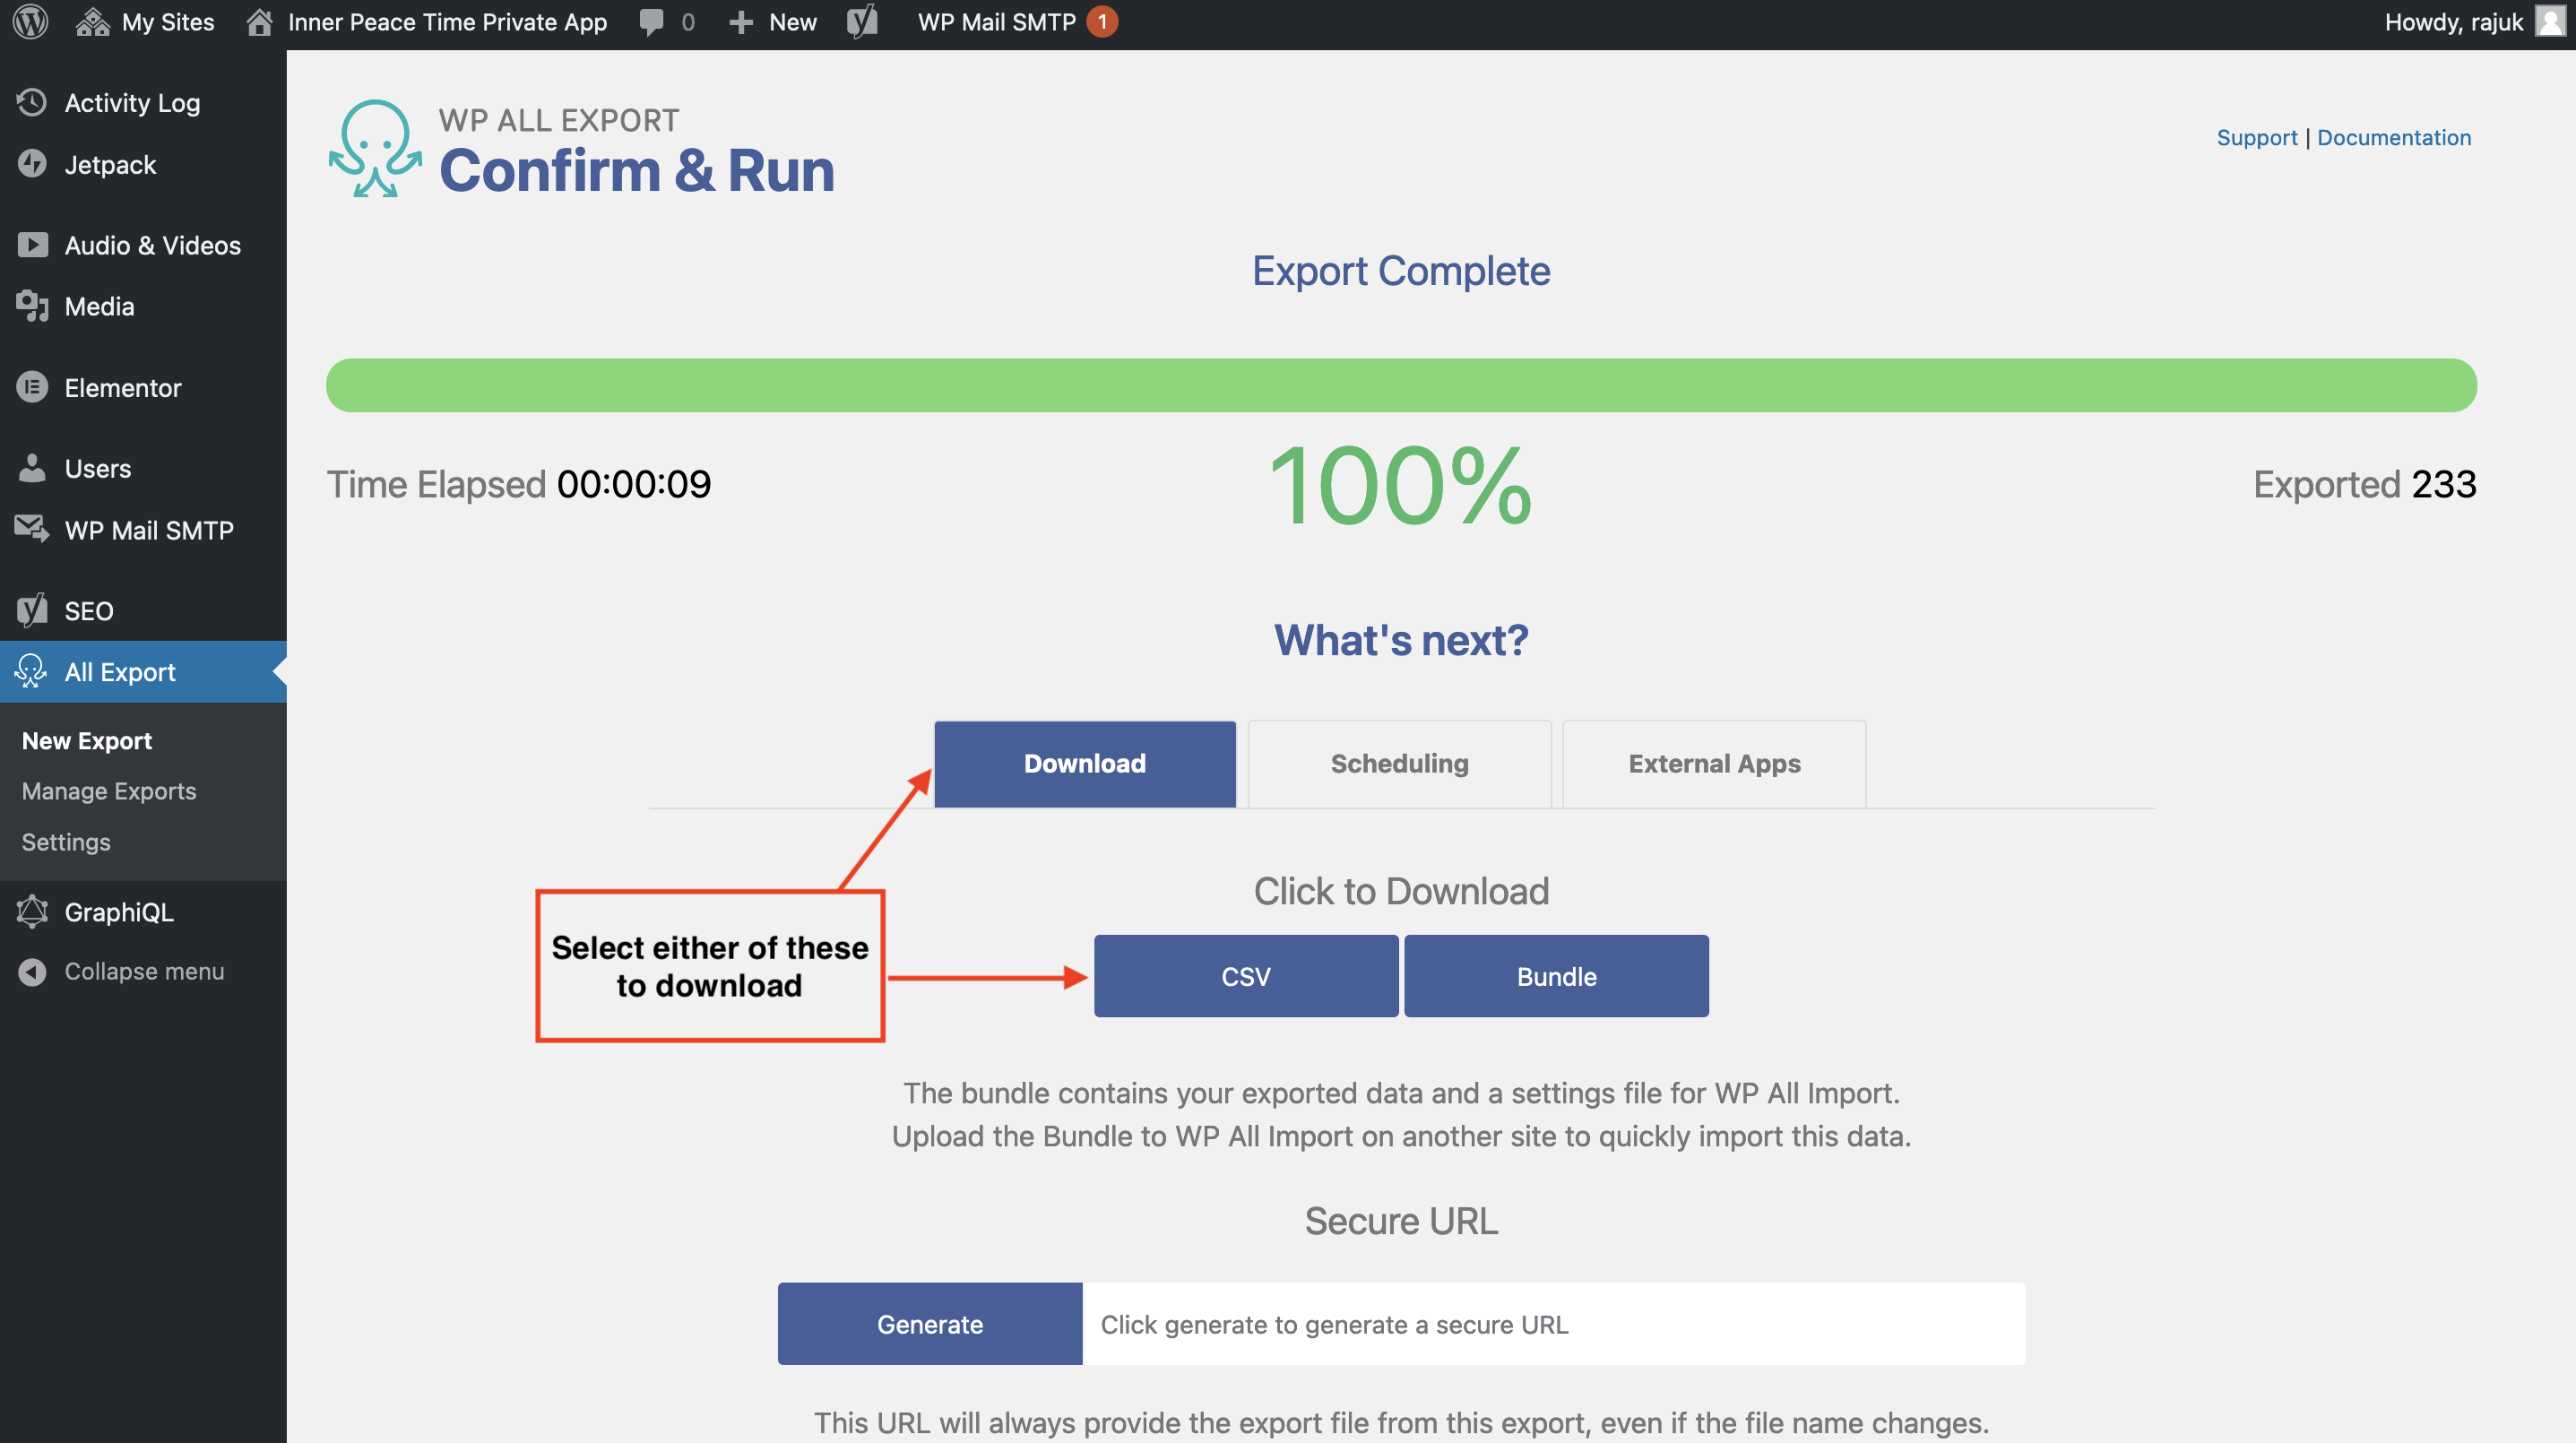 My Sites
Inner Peace Time Private App
0
New
WP Mail SMTP 1
Howdy, rajuk
Activity Log
Jetpack
Audio & Videos
Media
Elementor
Users
WP Mail SMTP
SEO
All Export
New Export
Manage Exports
Settings
GraphiQL
Collapse menu
WP ALL EXPORT
Confirm & Run
Support | Documentation
Export Complete
Time Elapsed 00:00:09
100%
Exported 233
What's next?
Download
Scheduling
External Apps
Select either of these
to download
Click to Download
CSV
Bundle
The bundle contains your exported data and a settings file for WP All Import.
Upload the Bundle to WP All Import on another site to quickly import this data.
Secure URL
Generate
Click generate to generate a secure URL
This URL will always provide the export file from this export, even if the file name changes.